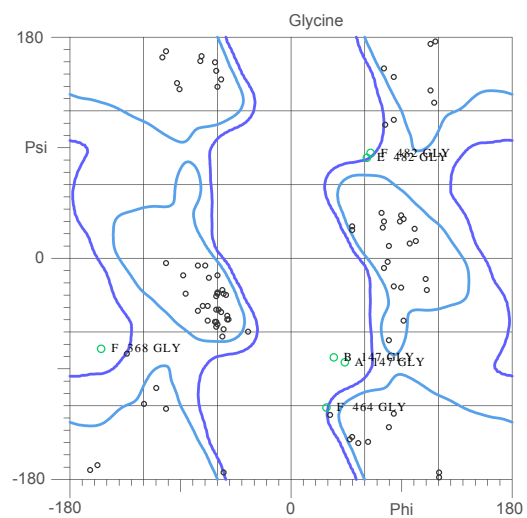 Glycine
180
Psi
F 482 GLY
E 482 GLY
0
F 368 GLY
B 147 GLY
A 147 GLY
F 464 GLY
-180
-180
0
Phi
180